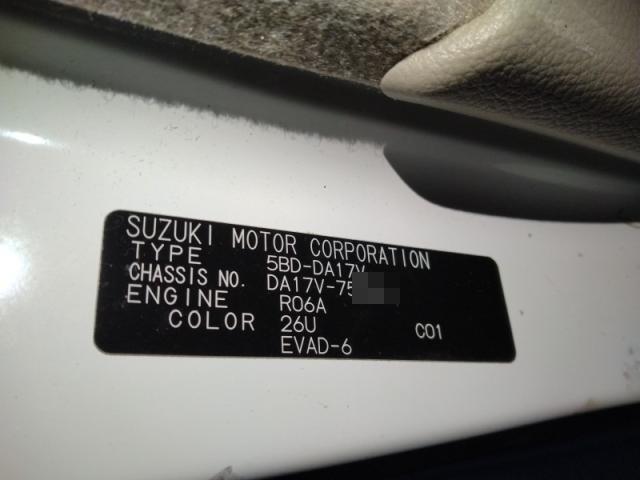 SUZUKI MOTOR CORPORATION
TYPE 5BD-DA17V
CHASSIS NO. DA17V-75
ENGINE R06A
COLOR 26U C01
EVAD-6